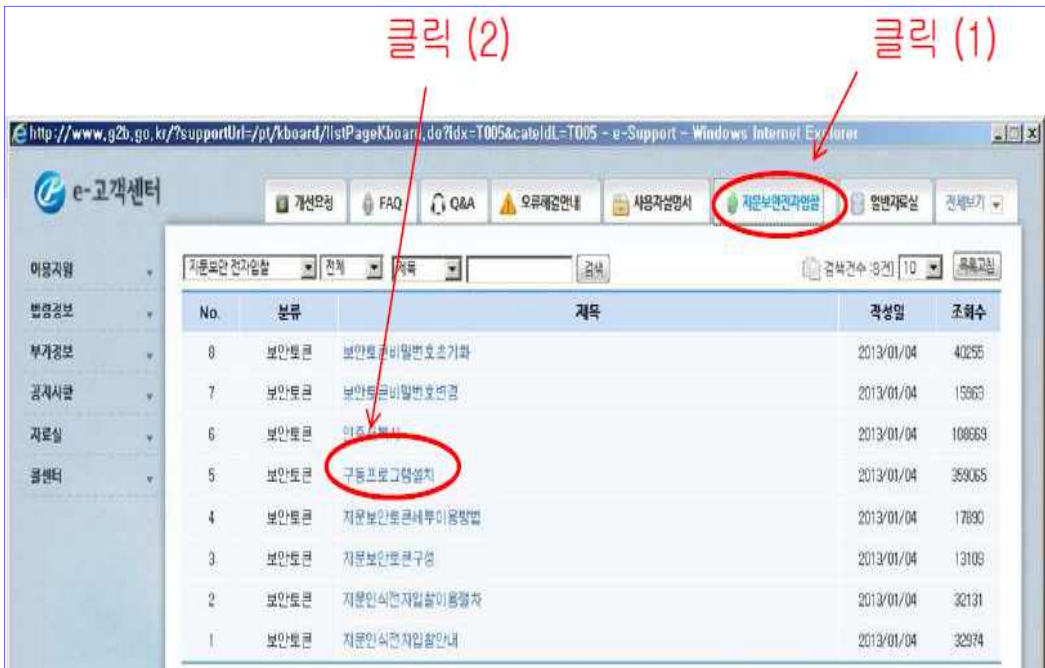 클릭 (2) 클릭 (1)
http://www.g2b.go.kr/?supportUrl=/pt/kboard/listPageKboard.do?idx=T005&cateIdL=T005 - e-Support - Windows Internet Explorer
e-고객센터
개선요청 FAQ Q&A 오류해결안내 사용자설명서 지문보안전자입찰 일반자료실 전체보기
지문보안 전자입찰 전체 제목 검색 검색건수 :8건 10 목록고침
이용지원
법령정보
부가정보
공지사항
자료실
콜센터
No. 분류 제목 작성일 조회수
8 보안토큰 보안토큰비밀번호초기화 2013/01/04 40255
7 보안토큰 보안토큰비밀번호변경 2013/01/04 15963
6 보안토큰 2013/01/04 108669
5 보안토큰 구동프로그램설치 2013/01/04 359065
4 보안토큰 지문보안토큰세부이용방법 2013/01/04 17890
3 보안토큰 지문보안토큰구성 2013/01/04 13109
2 보안토큰 지문인식전자입찰이용절차 2013/01/04 32131
1 보안토큰 지문인식전자입찰안내 2013/01/04 32974